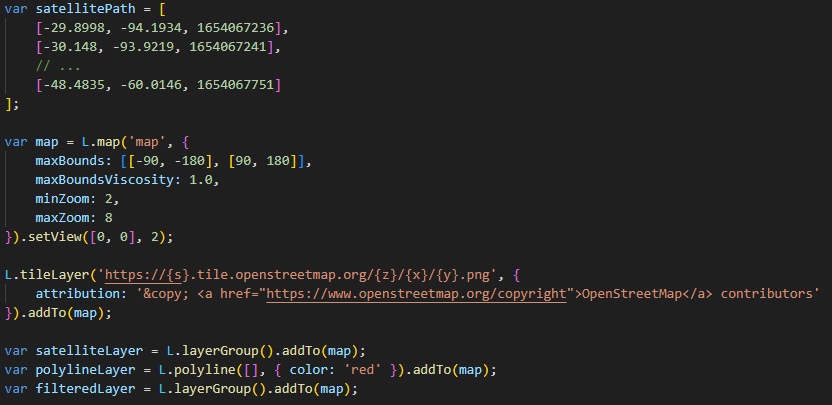 var satellitePath = [
    [-29.8998, -94.1934, 1654067236],
    [-30.148, -93.9219, 1654067241],
    // ...
    [-48.4835, -60.0146, 1654067751]
];

var map = L.map('map', {
    maxBounds: [[-90, -180], [90, 180]],
    maxBoundsViscosity: 1.0,
    minZoom: 2,
    maxZoom: 8
}).setView([0, 0], 2);

L.tileLayer('https://{s}.tile.openstreetmap.org/{z}/{x}/{y}.png', {
    attribution: '&copy; <a href="https://www.openstreetmap.org/copyright">OpenStreetMap</a> contributors'
}).addTo(map);

var satelliteLayer = L.layerGroup().addTo(map);
var polylineLayer = L.polyline([], { color: 'red' }).addTo(map);
var filteredLayer = L.layerGroup().addTo(map);